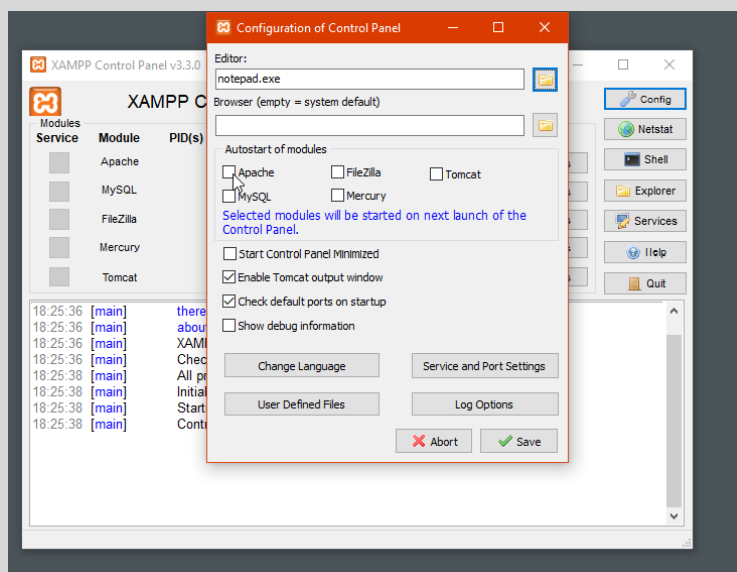 Configuration of Control Panel
Editor:
notepad.exe
Browser (empty = system default)
Autostart of modules
Apache
FileZilla
Tomcat
MySQL
Mercury
Selected modules will be started on next launch of the
Control Panel.
Start Control Panel Minimized
Enable Tomcat output window
Check default ports on startup
Show debug information
Change Language
Service and Port Settings
User Defined Files
Log Options
Abort
Save
XAMPP Control Panel v3.3.0
XAMPP C
Modules
Service
Module
PID(s)
Apache
MySQL
FileZilla
Mercury
Tomcat
Config
Netstat
Shell
Explorer
Services
Help
Quit
18:25:36 [main] there
18:25:36 [main] about
18:25:36 [main] XAM
18:25:36 [main] Chec
18:25:38 [main] All pr
18:25:38 [main] Initial
18:25:38 [main] Start
18:25:38 [main] Contr